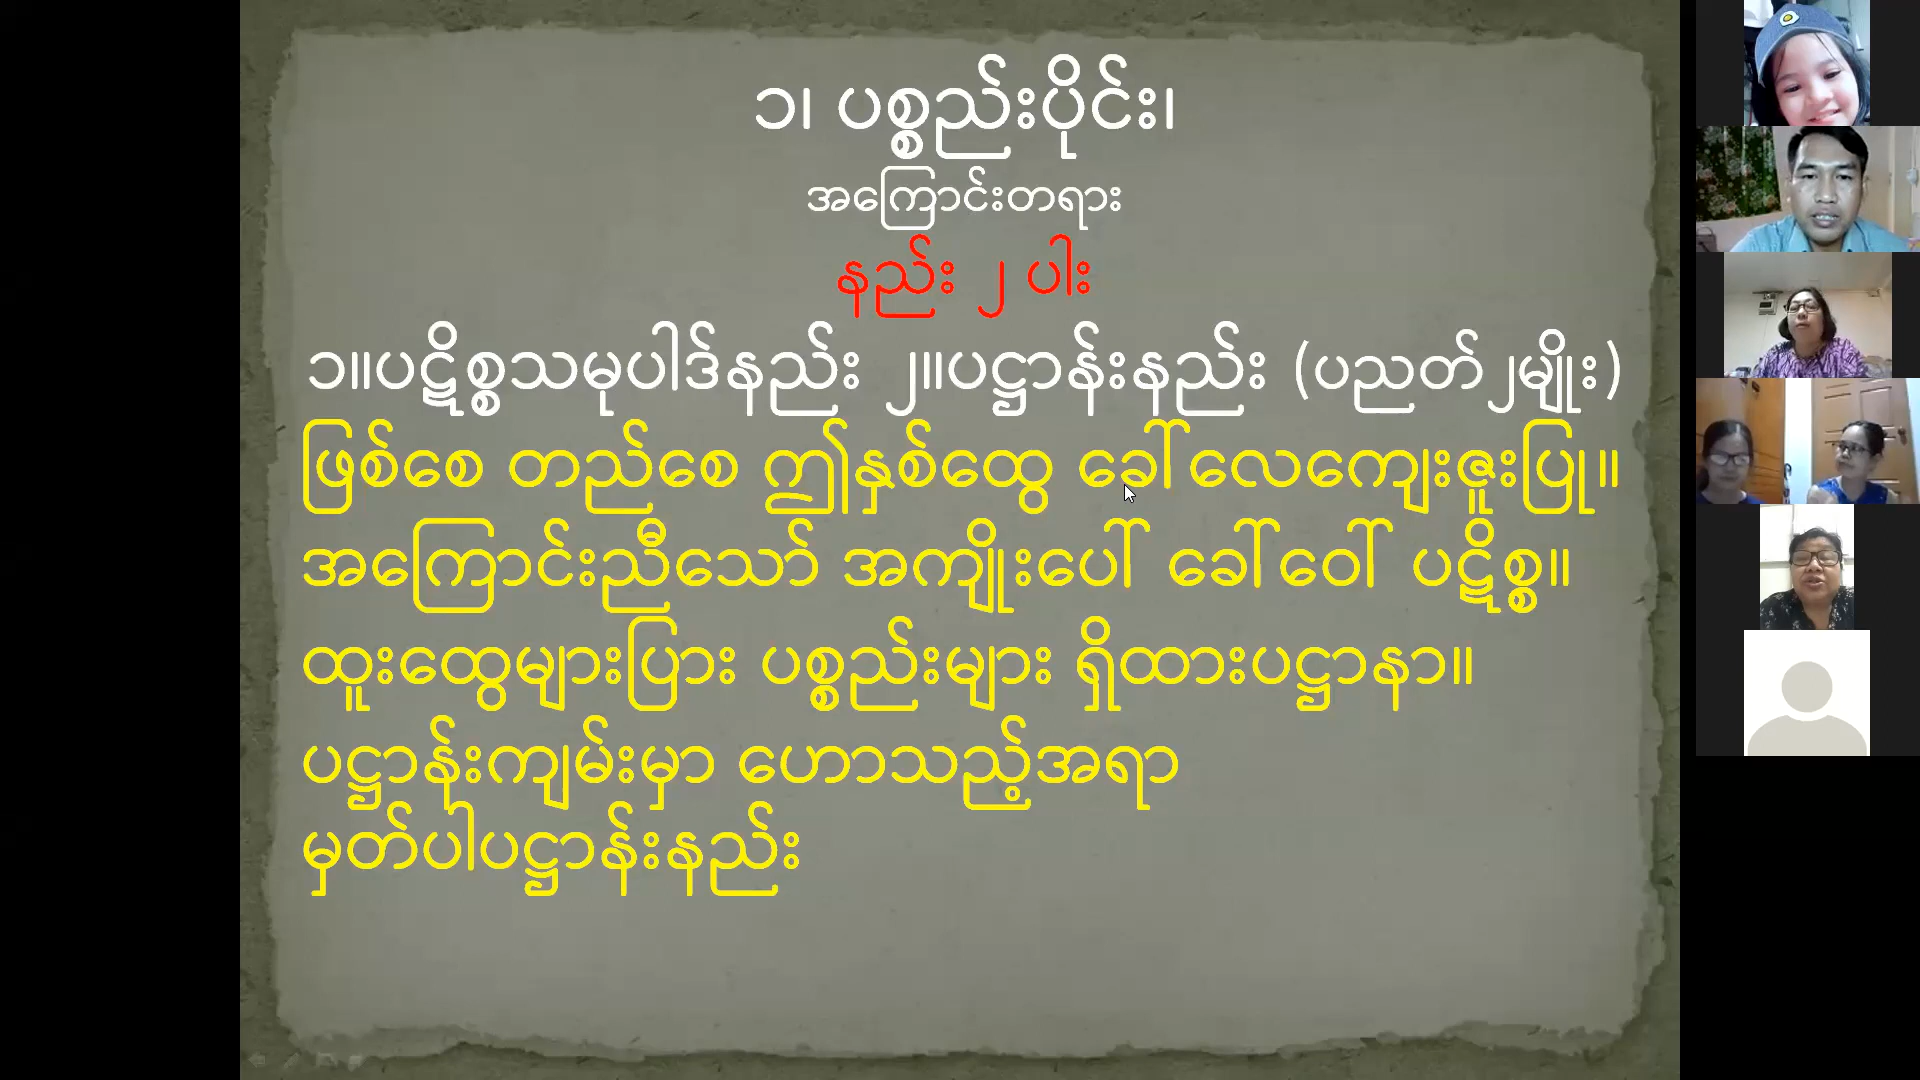 ၁၊ ပစ္စည်းပိုင်း၊
အကြောင်းတရား
နည်း ၂ ပါး
၁။ပဋိစ္စသမုပါဒ်နည်း ၂။ပဋ္ဌာန်းနည်း (ပညတ်၂မျိုး)
ဖြစ်စေ တည်စေ ဤနှစ်ထွေ ခေါ်လေကျေးဇူးပြု။
အကြောင်းညီသော် အကျိုးပေါ် ခေါ်ဝေါ် ပဋိစ္စ။
ထူးထွေများပြား ပစ္စည်းများ ရှိထားပဋ္ဌာနာ။
ပဋ္ဌာန်းကျမ်းမှာ ဟောသည့်အရာ
မှတ်ပါပဋ္ဌာန်းနည်း